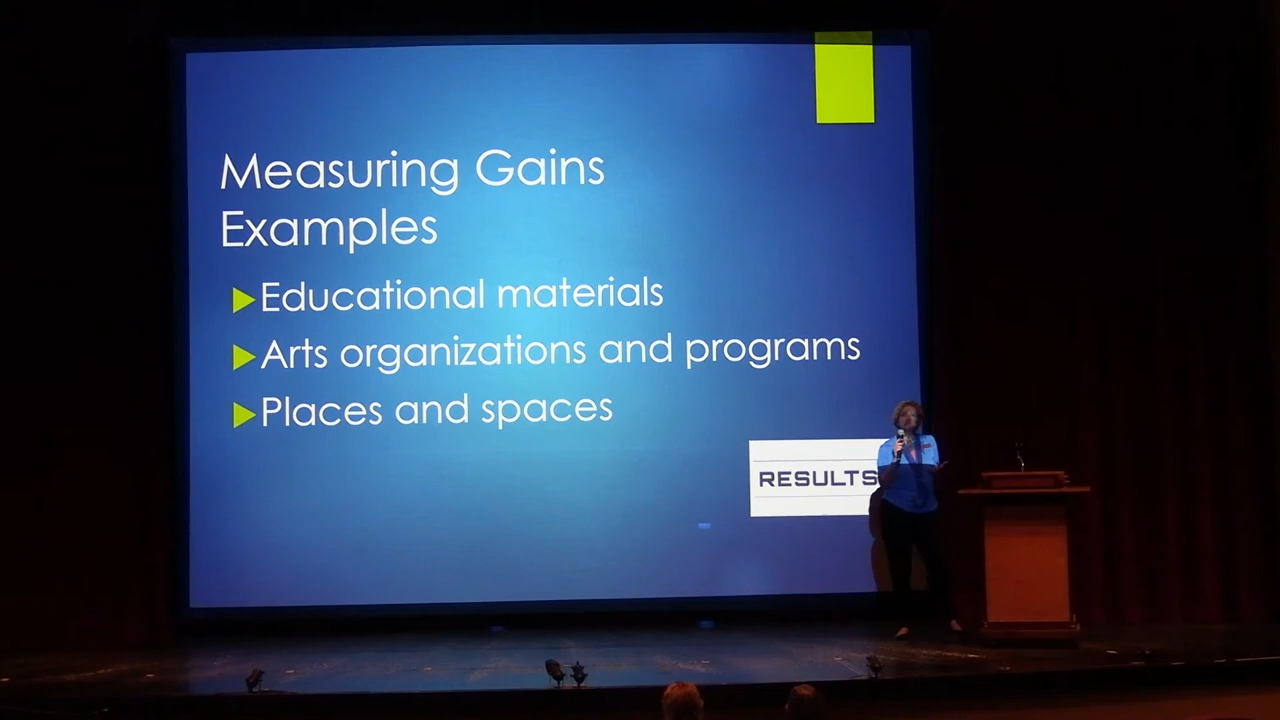 Measuring Gains
Examples
Educational materials
Arts organizations and programs
Places and spaces
RESULTS